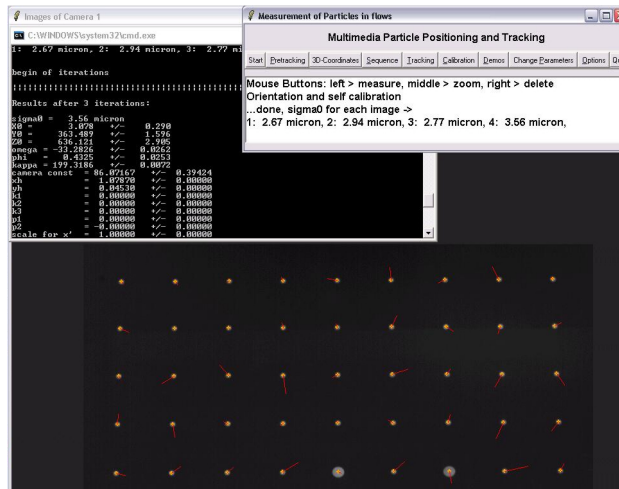 Images of Camera 1
C:\WINDOWS\system32\cmd.exe
1: 2.67 micron, 2: 2.94 micron, 3: 2.77 mi
begin of iterations
Results after 3 iterations:
sigma0 = 3.56 micron
X0 = 3.078 +/- 0.290
Y0 = 363.489 +/- 1.596
Z0 = 636.121 +/- 2.905
omega = -33.2826 +/- 0.0262
phi = 0.4325 +/- 0.0253
kappa = 199.3186 +/- 0.0072
camera const = 86.07167 +/- 0.39424
xh = 1.07870 +/- 0.00000
yh = 0.04530 +/- 0.00000
k1 = 0.00000 +/- 0.00000
k2 = 0.00000 +/- 0.00000
k3 = 0.00000 +/- 0.00000
p1 = 0.00000 +/- 0.00000
p2 = -0.00000 +/- 0.00000
scale for x' = 1.00000 +/- 0.00000
Measurement of Particles in flows
Multimedia Particle Positioning and Tracking
Start Pretracking 3D-Coordinates Sequence Tracking Calibration Demos Change Parameters Options
Mouse Buttons: left > measure, middle > zoom, right > delete
Orientation and self calibration
...done, sigma0 for each image ->
1: 2.67 micron, 2: 2.94 micron, 3: 2.77 micron, 4: 3.56 micron,